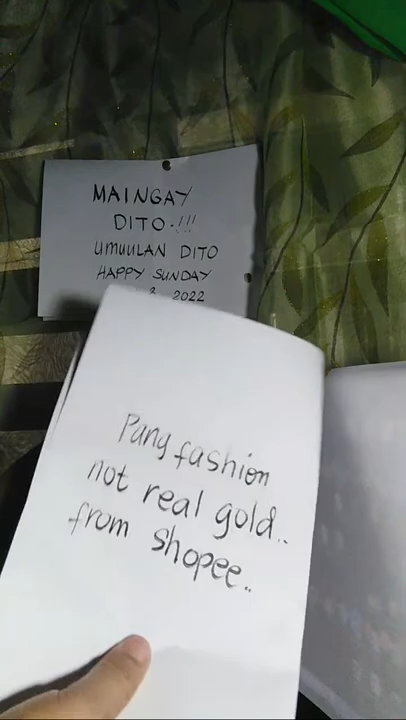 MAINGAY
DITO.!!!
UMUULAN DITO
HAPPY SUNDAY
2022
Pang fashion
not real gold..
from shopee..